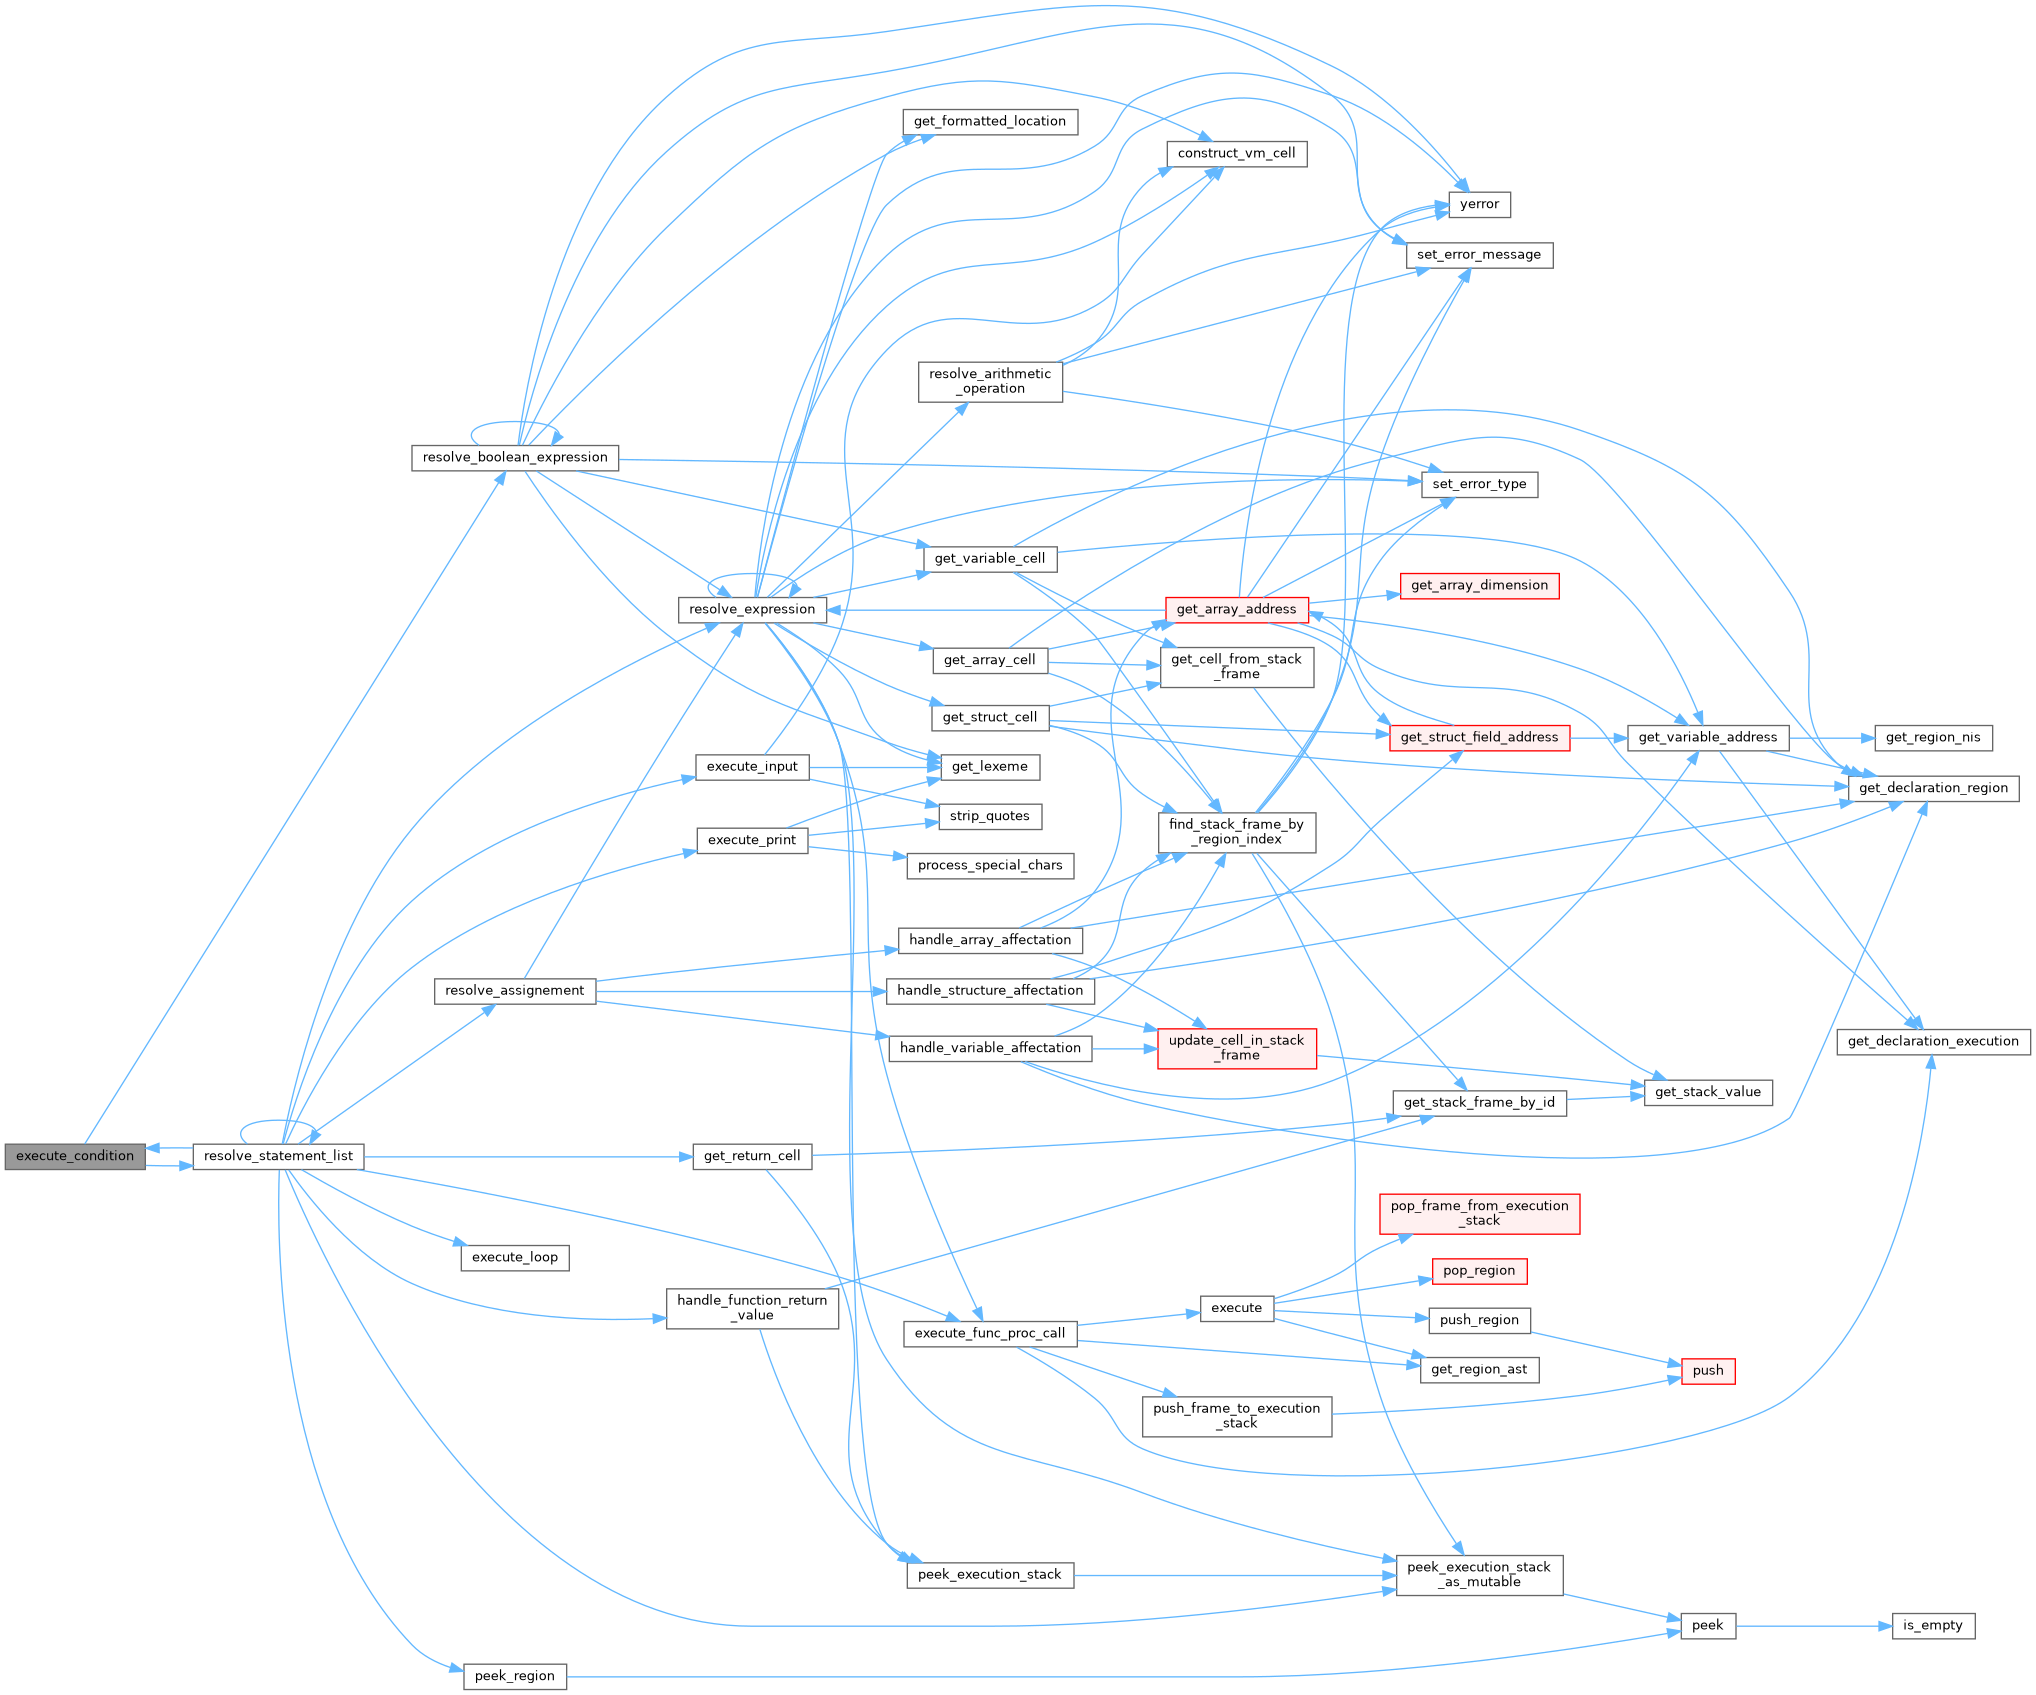 get_formatted_location
construct_vm_cell
yerror
set_error_message
resolve_arithmetic
_operation
resolve_boolean_expression
set_error_type
get_variable_cell
get_array_dimension
resolve_expression
get_array_address
get_array_cell
get_cell_from_stack
_frame
get_struct_cell
get_struct_field_address
get_variable_address
get_region_nis
execute_input
get_lexeme
get_declaration_region
strip_quotes
execute_print
find_stack_frame_by
_region_index
process_special_chars
handle_array_affectation
resolve_assignement
handle_structure_affectation
handle_variable_affectation
update_cell_in_stack
_frame
get_declaration_execution
get_stack_frame_by_id
get_stack_value
execute_condition
resolve_statement_list
get_return_cell
pop_frame_from_execution
_stack
execute_loop
pop_region
handle_function_return
_value
execute
push_region
execute_func_proc_call
get_region_ast
push
push_frame_to_execution
_stack
peek_execution_stack
peek_execution_stack
_as_mutable
peek
is_empty
peek_region